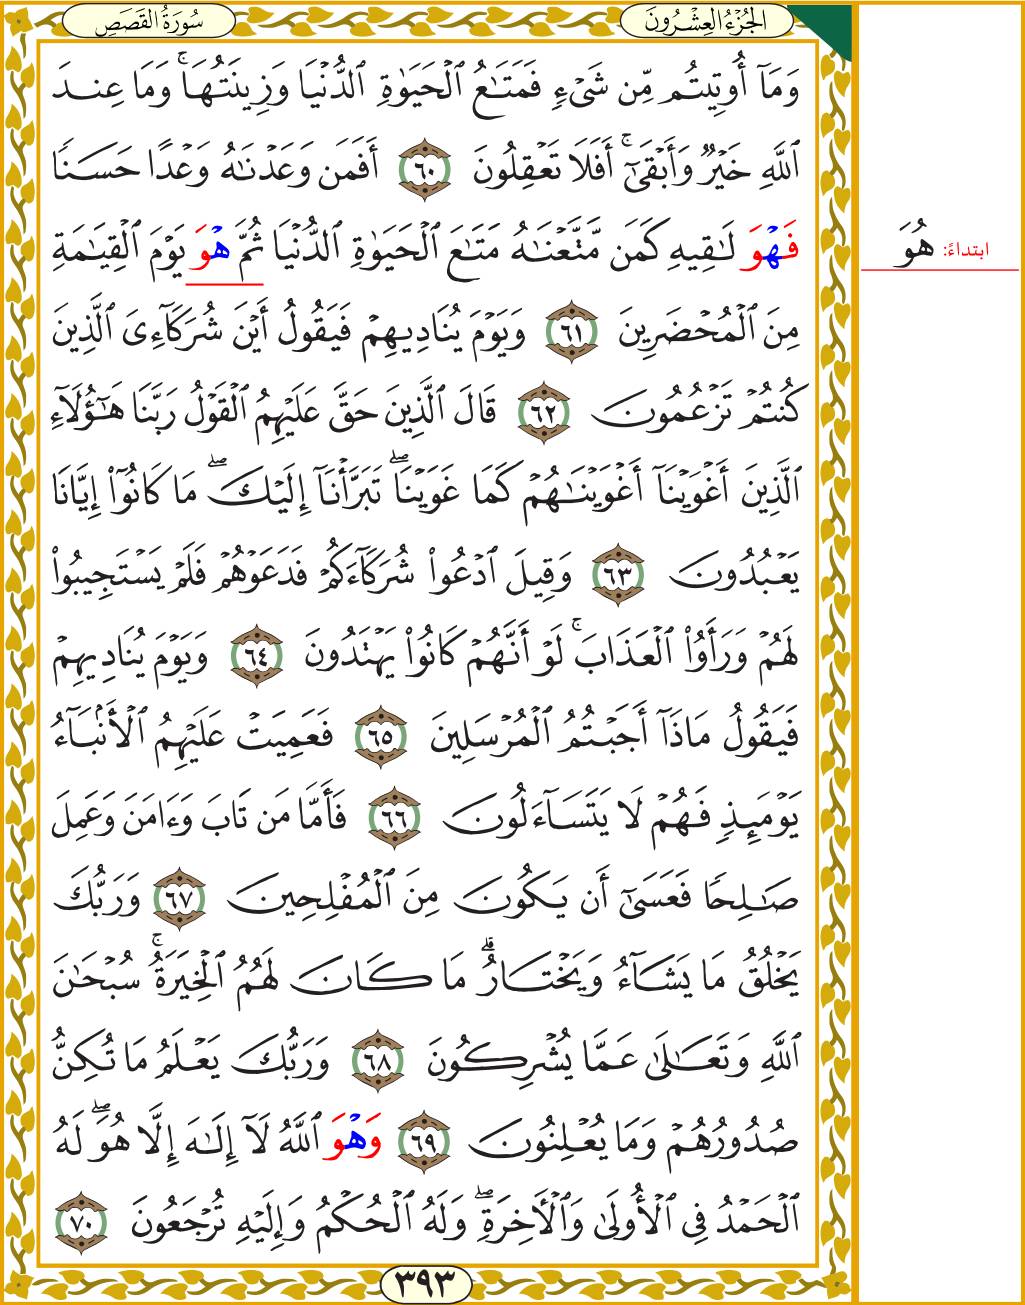 الجُزْءُ العِشْرُونَ
سُورَةُ القَصَصِ
وَمَآ أُوتِيتُم مِّن شَىْءٍ فَمَتَـٰعُ ٱلْحَيَوٰةِ ٱلدُّنْيَا وَزِينَتُهَا ۚ وَمَا عِندَ
ٱللَّهِ خَيْرٌ وَأَبْقَىٰٓ ۚ أَفَلَا تَعْقِلُونَ ٦٠ أَفَمَن وَعَدْنَـٰهُ وَعْدًا حَسَنًا
فَهْوَ لَـٰقِيهِ كَمَن مَّتَّعْنَـٰهُ مَتَـٰعَ ٱلْحَيَوٰةِ ٱلدُّنْيَا ثُمَّ هْوَ يَوْمَ ٱلْقِيَـٰمَةِ
ابتداءً: هُوَ
مِنَ ٱلْمُحْضَرِينَ ٦١ وَيَوْمَ يُنَادِيهِمْ فَيَقُولُ أَيْنَ شُرَكَآءِىَ ٱلَّذِينَ
كُنتُمْ تَزْعُمُونَ ٦٢ قَالَ ٱلَّذِينَ حَقَّ عَلَيْهِمُ ٱلْقَوْلُ رَبَّنَا هَـٰٓؤُلَآءِ
ٱلَّذِينَ أَغْوَيْنَآ أَغْوَيْنَـٰهُمْ كَمَا غَوَيْنَا ۖ تَبَرَّأْنَآ إِلَيْكَ ۖ مَا كَانُوٓا۟ إِيَّانَا
يَعْبُدُونَ ٦٣ وَقِيلَ ٱدْعُوا۟ شُرَكَآءَكُمْ فَدَعَوْهُمْ فَلَمْ يَسْتَجِيبُوا۟
لَهُمْ وَرَأَوُا۟ ٱلْعَذَابَ ۚ لَوْ أَنَّهُمْ كَانُوا۟ يَهْتَدُونَ ٦٤ وَيَوْمَ يُنَادِيهِمْ
فَيَقُولُ مَاذَآ أَجَبْتُمُ ٱلْمُرْسَلِينَ ٦٥ فَعَمِيَتْ عَلَيْهِمُ ٱلْأَنۢبَآءُ
يَوْمَئِذٍ فَهُمْ لَا يَتَسَآءَلُونَ ٦٦ فَأَمَّا مَن تَابَ وَءَامَنَ وَعَمِلَ
صَـٰلِحًا فَعَسَىٰٓ أَن يَكُونَ مِنَ ٱلْمُفْلِحِينَ ٦٧ وَرَبُّكَ
يَخْلُقُ مَا يَشَآءُ وَيَخْتَارُ ۗ مَا كَانَ لَهُمُ ٱلْخِيَرَةُ ۚ سُبْحَـٰنَ
ٱللَّهِ وَتَعَـٰلَىٰ عَمَّا يُشْرِكُونَ ٦٨ وَرَبُّكَ يَعْلَمُ مَا تُكِنُّ
صُدُورُهُمْ وَمَا يُعْلِنُونَ ٦٩ وَهْوَ ٱللَّهُ لَآ إِلَـٰهَ إِلَّا هُوَ ۖ لَهُ
ٱلْحَمْدُ فِى ٱلْأُولَىٰ وَٱلْـَٔاخِرَةِ ۖ وَلَهُ ٱلْحُكْمُ وَإِلَيْهِ تُرْجَعُونَ ٧٠
٣٩٣